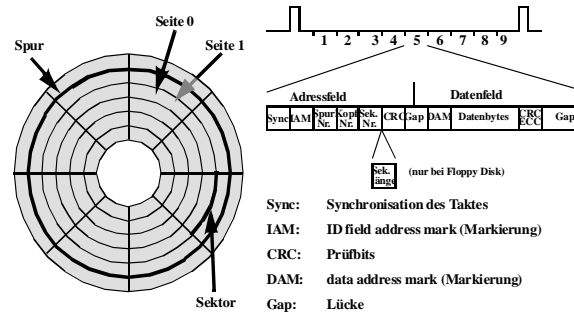 Seite 0
Seite 1
Spur
Sektor
1 2 3 4 5 6 7 8 9
Adressfeld Datenfeld
Sync IAM Spur Nr. Kopf Nr. Sek. Nr. CRC Gap DAM Datenbytes CRC ECC Gap
Sek. länge (nur bei Floppy Disk)
Sync: Synchronisation des Taktes
IAM: ID field address mark (Markierung)
CRC: Prüfbits
DAM: data address mark (Markierung)
Gap: Lücke